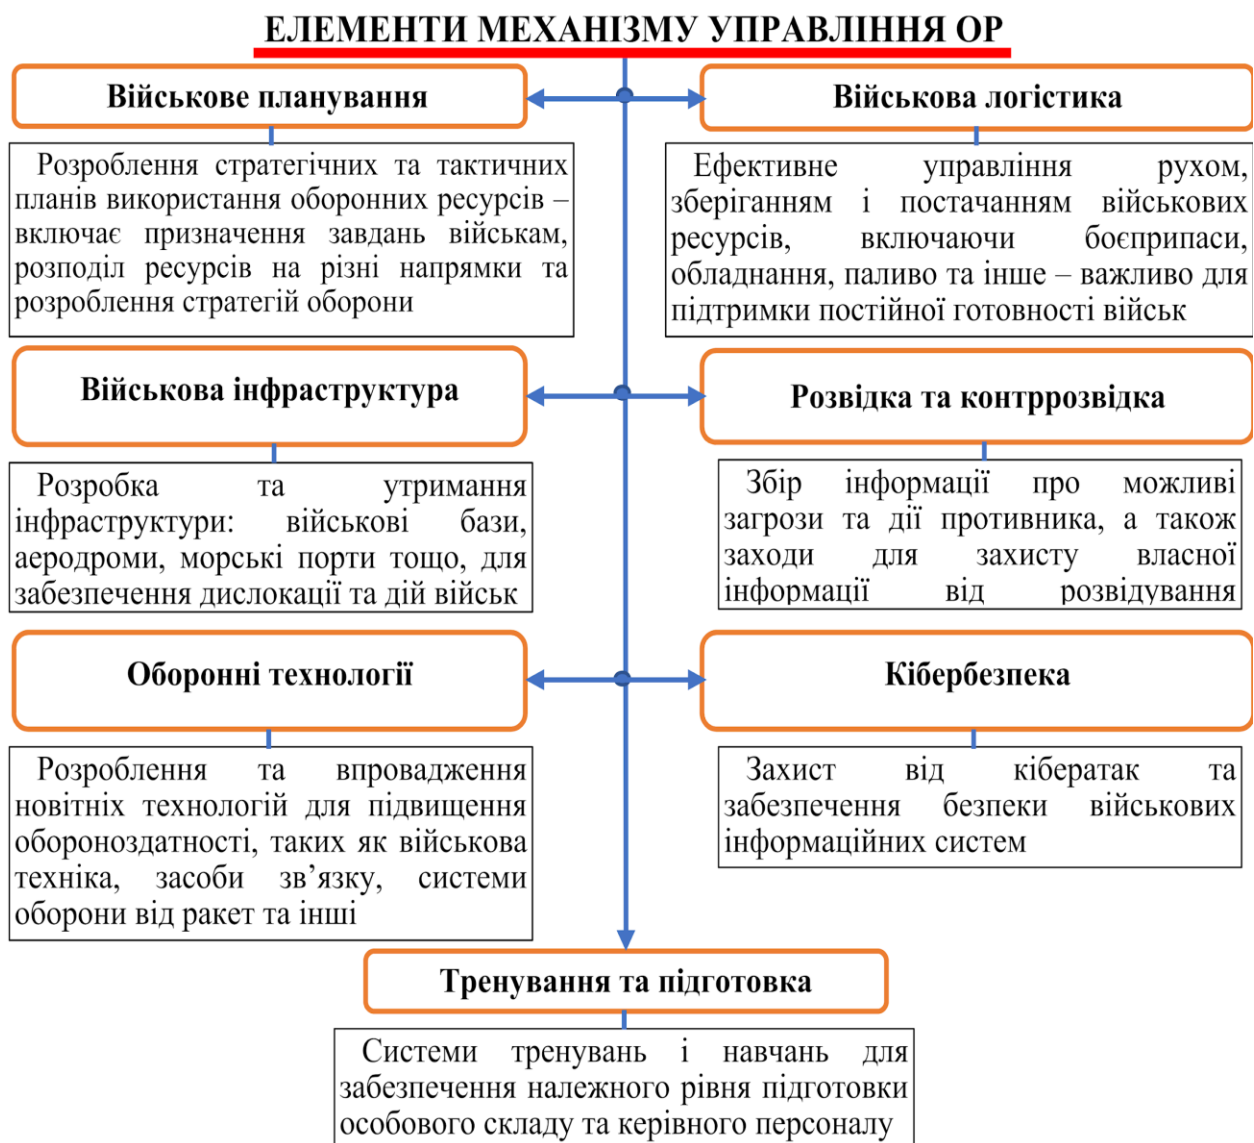 ЕЛЕМЕНТИ МЕХАНІЗМУ УПРАВЛІННЯ ОР
Військове планування
Розроблення стратегічних та тактичних
планів використання оборонних ресурсів –
включає призначення завдань військам,
розподіл ресурсів на різні напрямки та
розроблення стратегій оборони
Військова логістика
Ефективне управління рухом,
зберіганням і постачанням військових
ресурсів, включаючи боєприпаси,
обладнання, паливо та інше – важливо для
підтримки постійної готовності військ
Військова інфраструктура
Розробка та утримання
інфраструктури: військові бази,
аеродроми, морські порти тощо, для
забезпечення дислокації та дій військ
Розвідка та контррозвідка
Збір інформації про можливі
загрози та дії противника, а також
заходи для захисту власної
інформації від розвідування
Оборонні технології
Розроблення та впровадження
новітніх технологій для підвищення
обороноздатності, таких як військова
техніка, засоби зв’язку, системи
оборони від ракет та інші
Кібербезпека
Захист від кібератак та
забезпечення безпеки військових
інформаційних систем
Тренування та підготовка
Системи тренувань і навчань для
забезпечення належного рівня підготовки
особового складу та керівного персоналу